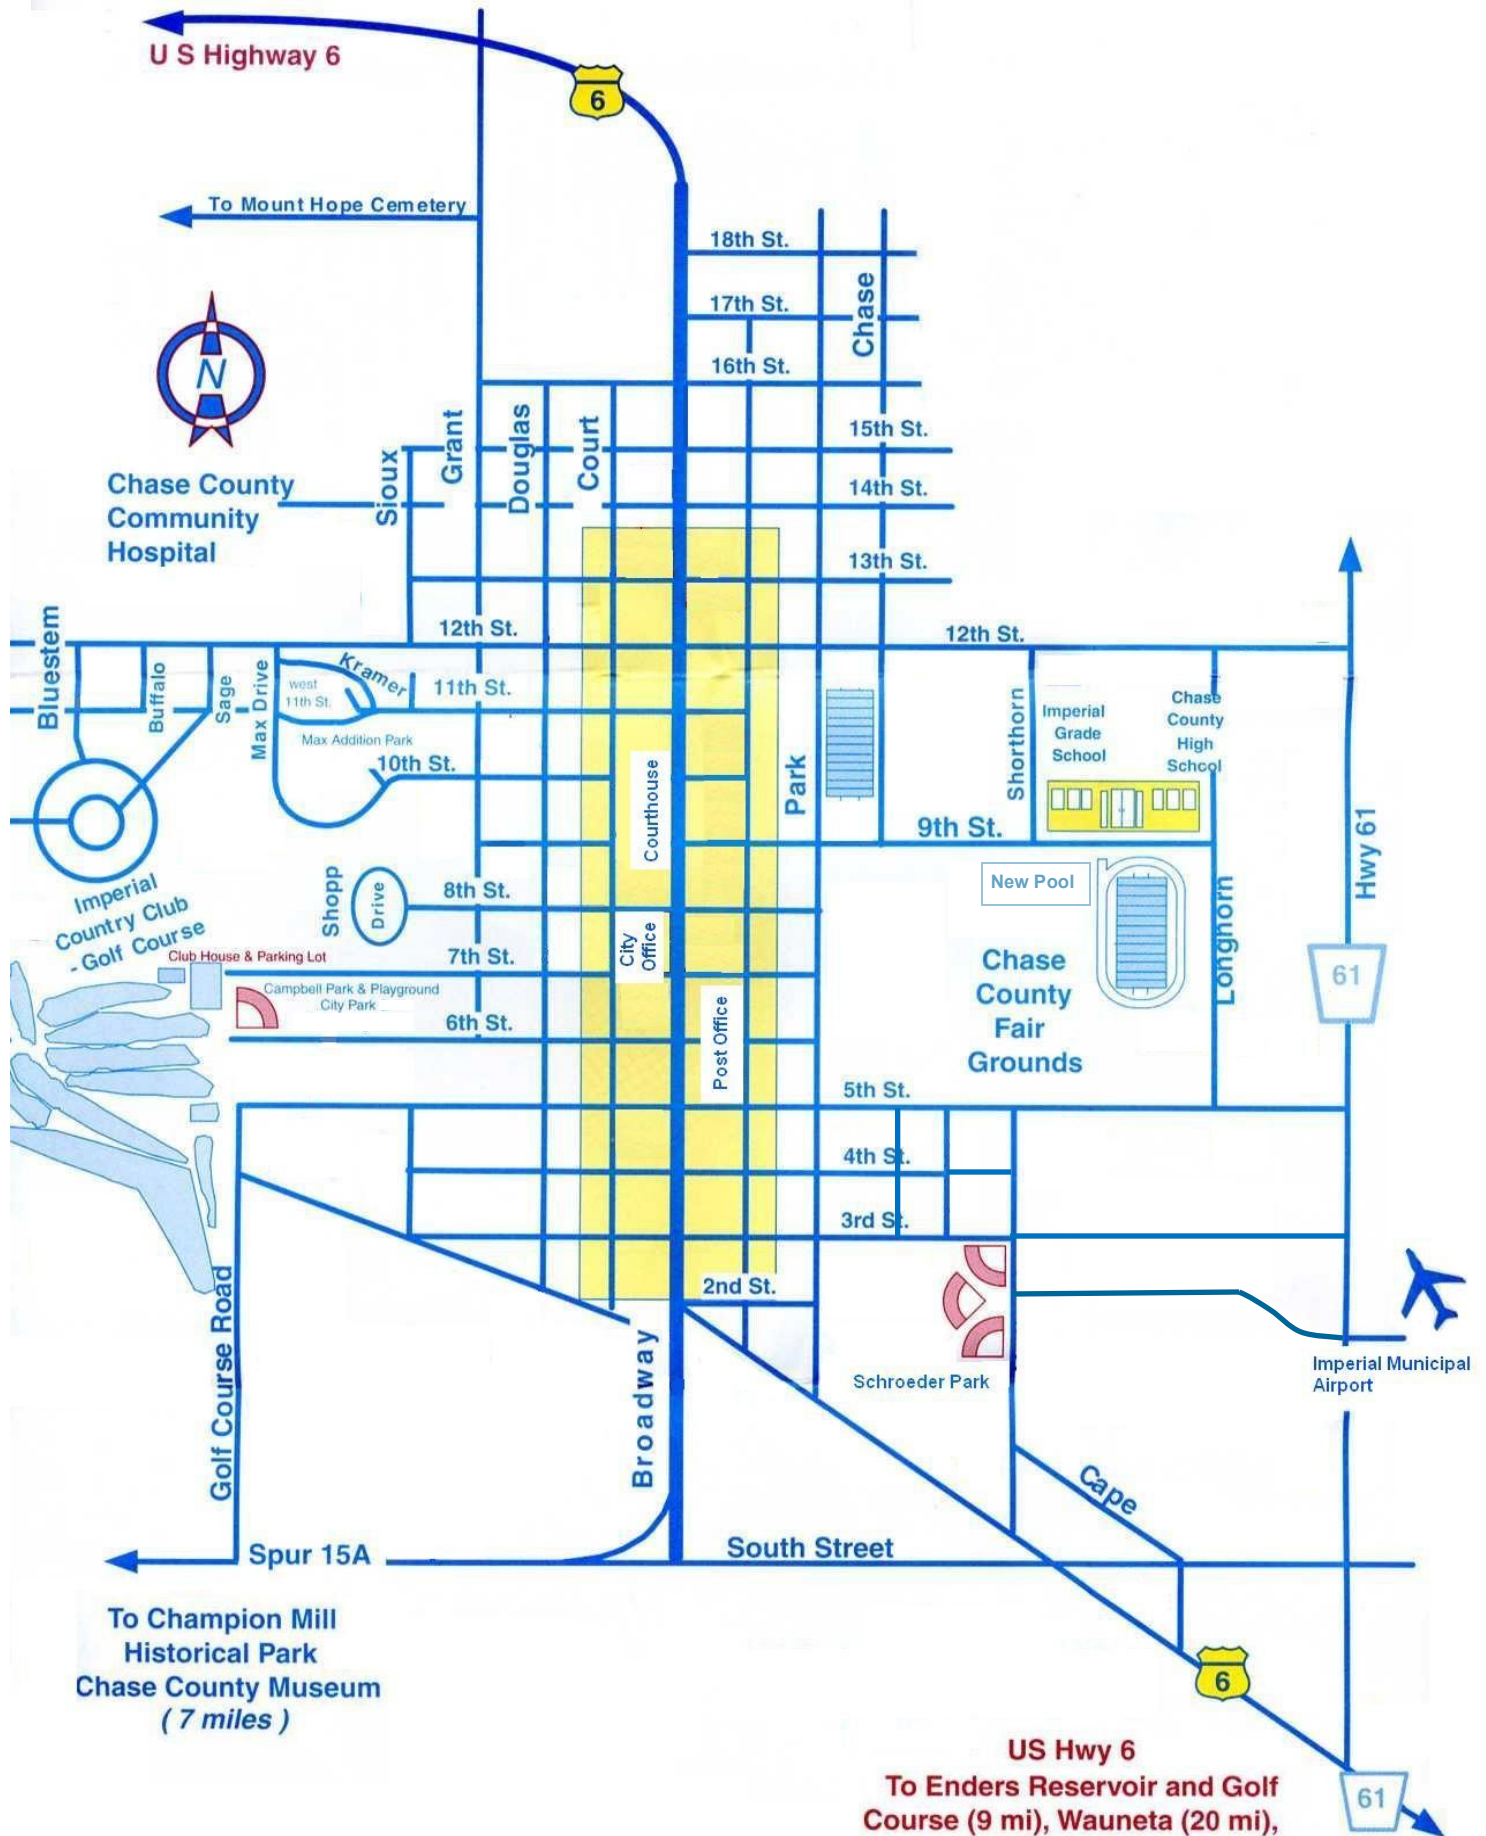 U S Highway 6
6
To Mount Hope Cemetery
18th St.
17th St.
16th St.
Chase
N
15th St.
14th St.
13th St.
Sioux
Grant
Douglas
Court
Chase County
Community
Hospital
12th St.
12th St.
Bluestem
Buffalo
Sage
Max Drive
Kramer
west
11th St.
11th St.
Max Addition Park
10th St.
Courthouse
Park
Shorthorn
Imperial
Grade
School
Chase
County
High
School
9th St.
Hwy 61
New Pool
Imperial
Country Club
- Golf Course
Shopp
Drive
8th St.
City
Office
Longhorn
Club House & Parking Lot
7th St.
Campbell Park & Playground
City Park
6th St.
Post Office
Chase
County
Fair
Grounds
61
5th St.
4th St.
3rd St.
2nd St.
Golf Course Road
Broadway
Schroeder Park
Imperial Municipal
Airport
Cape
Spur 15A
South Street
To Champion Mill
Historical Park
Chase County Museum
( 7 miles )
6
US Hwy 6
To Enders Reservoir and Golf
Course (9 mi), Wauneta (20 mi),
61